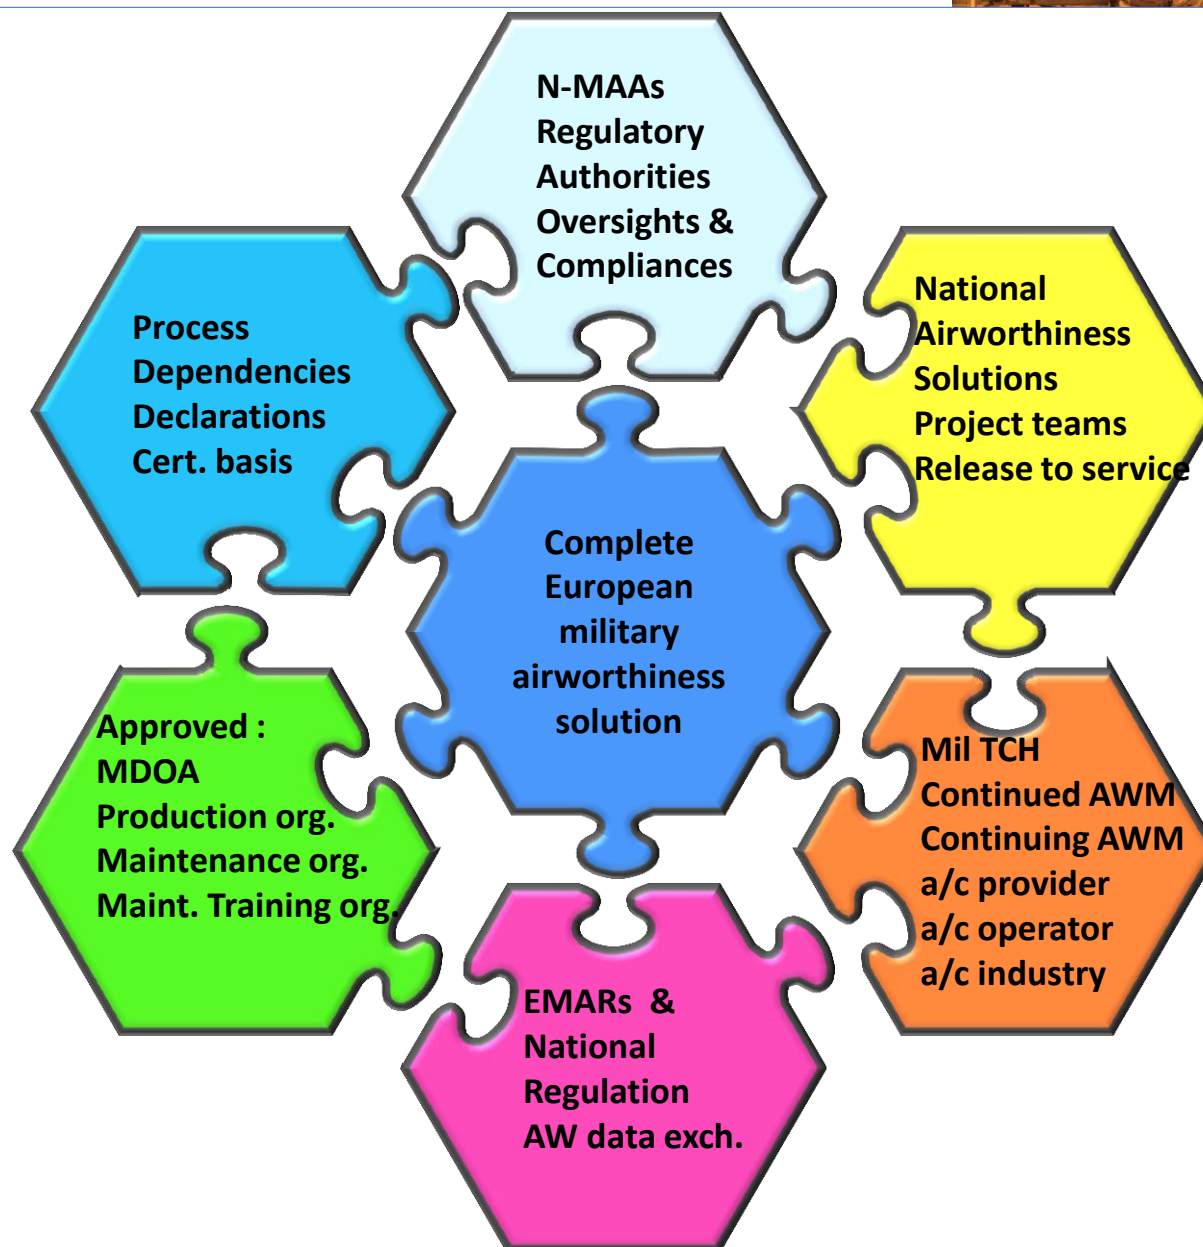 N-MAAs
Regulatory
Authorities
Oversights &
Compliances
Process
Dependencies
Declarations
Cert. basis
National
Airworthiness
Solutions
Project teams
Release to service
Complete
European
military
airworthiness
solution
Approved :
MDOA
Production org.
Maintenance org.
Maint. Training org.
Mil TCH
Continued AWM
Continuing AWM
a/c provider
a/c operator
a/c industry
EMARs  &
National
Regulation
AW data exch.